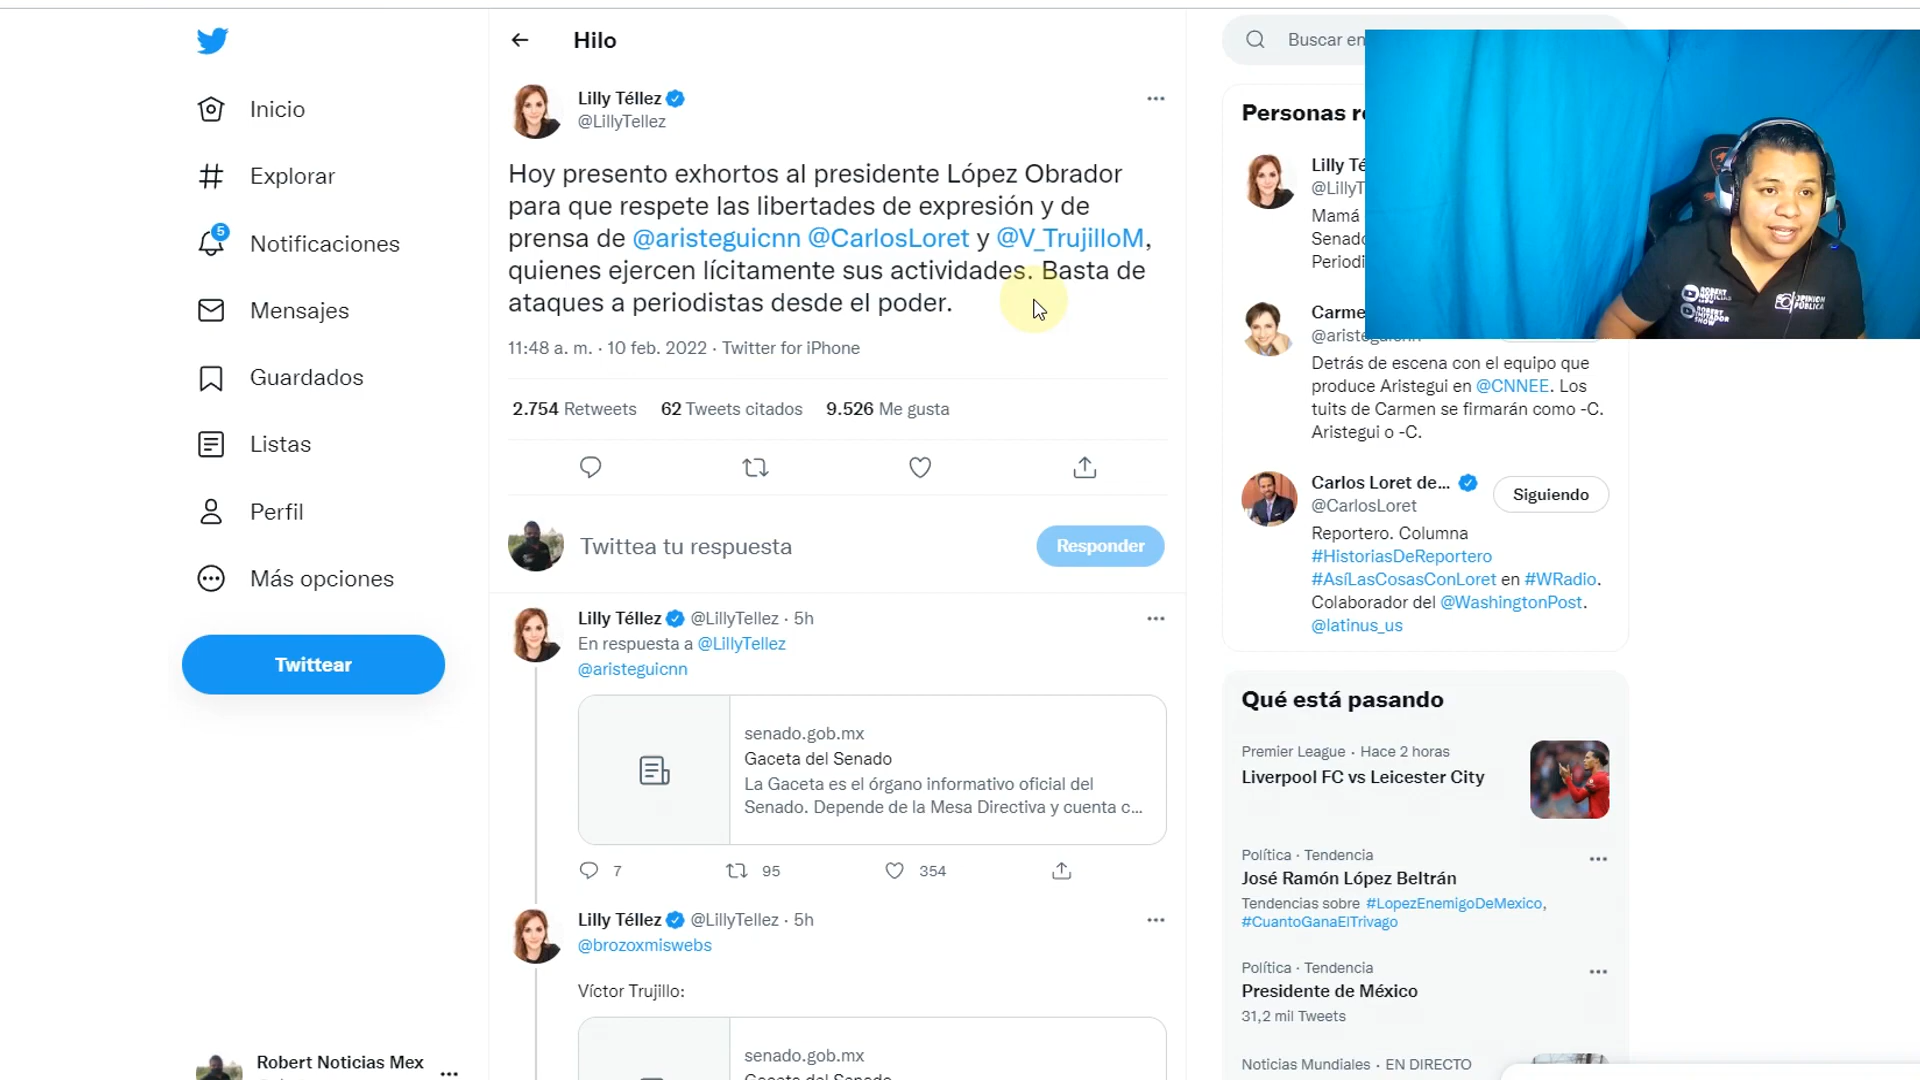 Hilo
Buscar en
Inicio
Explorar
5
Notificaciones
Mensajes
Guardados
Listas
Perfil
Más opciones
Twittear
Robert Noticias Mex
Lilly Téllez
@LillyTellez
Hoy presento exhortos al presidente López Obrador
para que respete las libertades de expresión y de
prensa de @aristeguicnn @CarlosLoret y @V_TrujilloM,
quienes ejercen lícitamente sus actividades. Basta de
ataques a periodistas desde el poder.
11:48 a. m. · 10 feb. 2022 · Twitter for iPhone
2.754 Retweets 62 Tweets citados 9.526 Me gusta
Twittea tu respuesta
Responder
Lilly Téllez @LillyTellez · 5h
En respuesta a @LillyTellez
@aristeguicnn
senado.gob.mx
Gaceta del Senado
La Gaceta es el órgano informativo oficial del
Senado. Depende de la Mesa Directiva y cuenta c...
7 95 354
Lilly Téllez @LillyTellez · 5h
@brozoxmiswebs
Víctor Trujillo:
senado.gob.mx
Gaceta del Senado
Personas re
Lilly Té
@LillyT
Mamá
Senado
Periodi
Carme
@aristeguicnn
Detrás de escena con el equipo que
produce Aristegui en @CNNEE. Los
tuits de Carmen se firmarán como -C.
Aristegui o -C.
Carlos Loret de...
@CarlosLoret
Siguiendo
Reportero. Columna
#HistoriasDeReportero
#AsíLasCosasConLoret en #WRadio.
Colaborador del @WashingtonPost.
@latinus_us
Qué está pasando
Premier League · Hace 2 horas
Liverpool FC vs Leicester City
Política · Tendencia
José Ramón López Beltrán
Tendencias sobre #LopezEnemigoDeMexico,
#CuantoGanaElTrivago
Política · Tendencia
Presidente de México
31,2 mil Tweets
Noticias Mundiales · EN DIRECTO
ROBERT
NOTICIAS
SHOW
ROBERT
IMITADOR
SHOW
OPINION
PÚBLICA